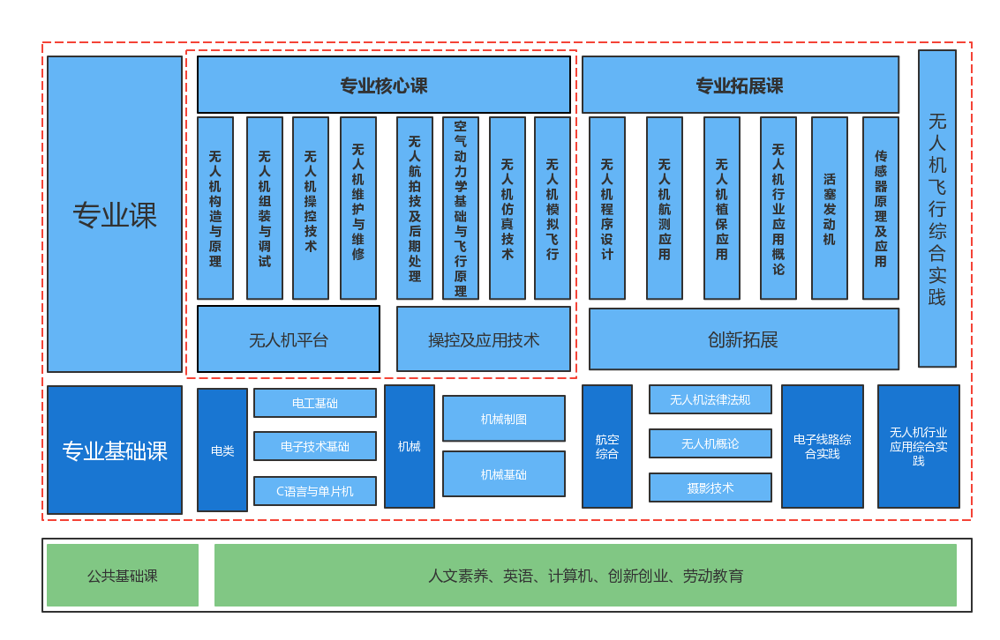 专业课
专业核心课
无人机构造与原理
无人机组装与调试
无人机操控技术
无人机维护与维修
无人航拍技及后期处理
空气动力学基础与飞行原理
无人机仿真技术
无人机模拟飞行
无人机平台
操控及应用技术
专业拓展课
无人机程序设计
无人机航测应用
无人机植保应用
无人机行业应用概论
活塞发动机
传感器原理及应用
创新拓展
无人机飞行综合实践
专业基础课
电类
电工基础
电子技术基础
C语言与单片机
机械
机械制图
机械基础
航空
综合
无人机法律法规
无人机概论
摄影技术
电子线路综
合实践
无人机行业
应用综合实
践
公共基础课
人文素养、英语、计算机、创新创业、劳动教育